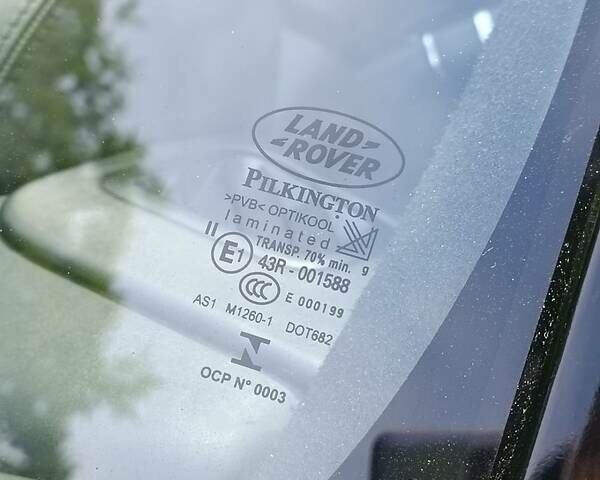 LAND
ROVER
PILKINGTON
>PVB< OPTIKOOL
laminated
TRANSP. 70% min. g
II E1 43R - 001588
CCC E 000199
AS1 M1260-1 DOT682
OCP N° 0003